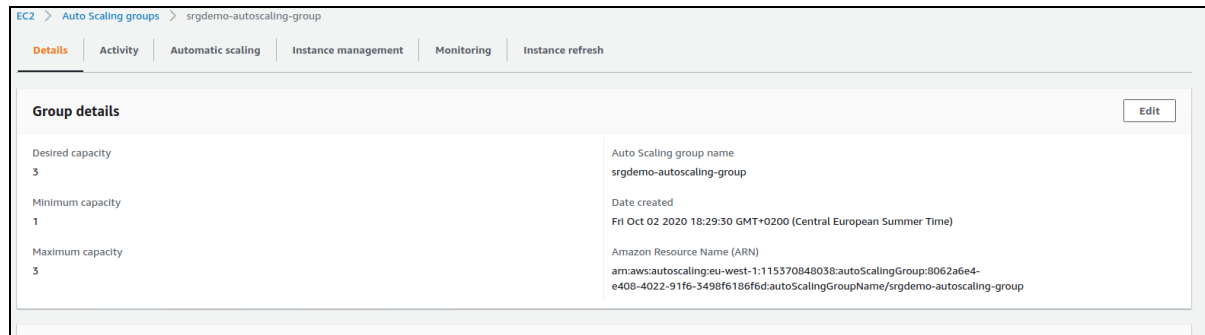 EC2 > Auto Scaling groups > srgdemo-autoscaling-group
Details Activity Automatic scaling Instance management Monitoring Instance refresh
Group details
Edit
Desired capacity
3
Minimum capacity
1
Maximum capacity
3
Auto Scaling group name
srgdemo-autoscaling-group
Date created
Fri Oct 02 2020 18:29:30 GMT+0200 (Central European Summer Time)
Amazon Resource Name (ARN)
arn:aws:autoscaling:eu-west-1:115370848038:autoScalingGroup:8062a6e4-
e408-4022-91f6-3498f6186f6d:autoScalingGroupName/srgdemo-autoscaling-group